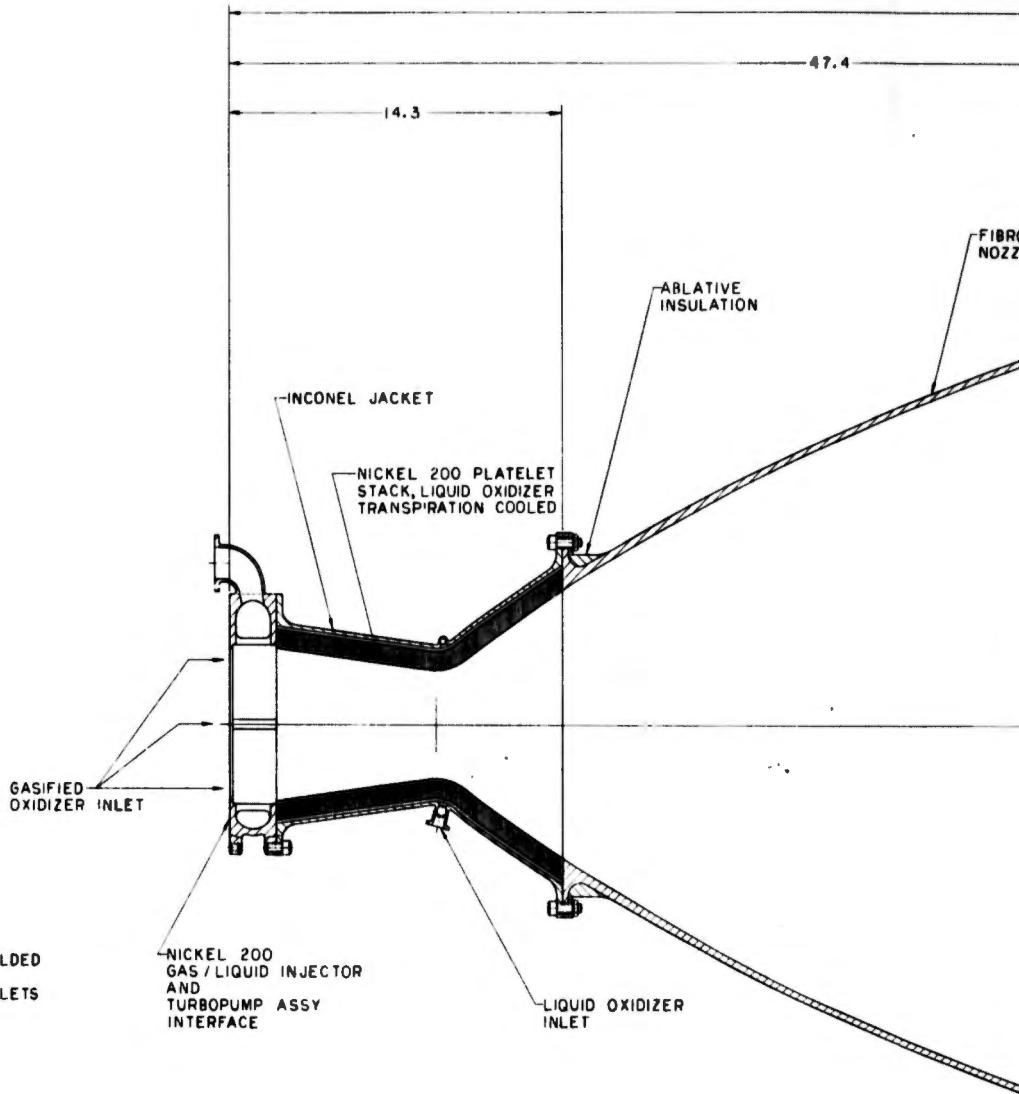 47.4
14.3
FIBRO
NOZZ
ABLATIVE
INSULATION
INCONEL JACKET
NICKEL 200 PLATELET
STACK, LIQUID OXIDIZER
TRANSPIRATION COOLED
GASIFIED
OXIDIZER INLET
LDED
LETS
NICKEL 200
GAS / LIQUID INJECTOR
AND
TURBOPUMP ASSY
INTERFACE
LIQUID OXIDIZER
INLET